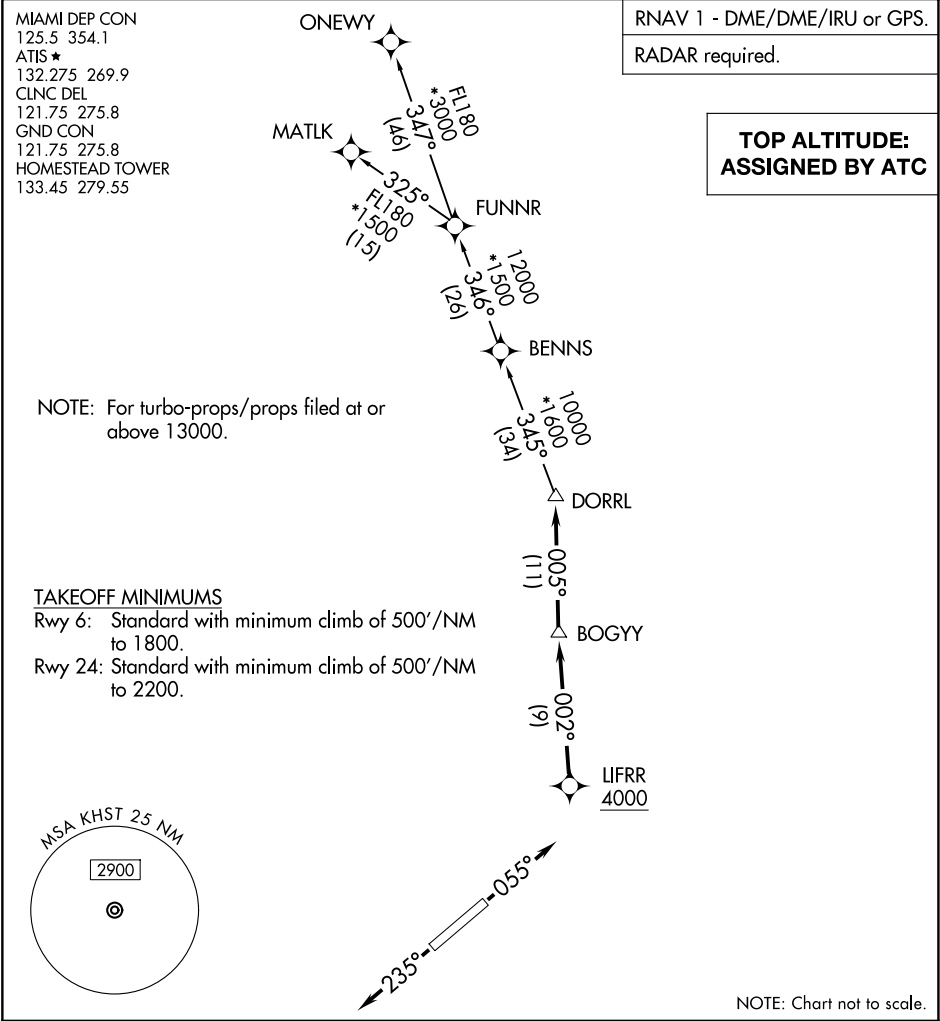 MIAMI DEP CON
125.5 354.1
ATIS ★
132.275 269.9
CLNC DEL
121.75 275.8
GND CON
121.75 275.8
HOMESTEAD TOWER
133.45 279.55
RNAV 1 - DME/DME/IRU or GPS.
RADAR required.
TOP ALTITUDE:
ASSIGNED BY ATC
ONEWY
FL180
*3000
347°
(46)
MATLK
325°
FL180
*1500
(15)
FUNNR
12000
*1500
346°
(26)
BENNS
10000
*1600
345°
(34)
DORRL
005°
(11)
BOGYY
002°
(9)
LIFRR
4000
NOTE: For turbo-props/props filed at or
above 13000.
TAKEOFF MINIMUMS
Rwy 6: Standard with minimum climb of 500'/NM
to 1800.
Rwy 24: Standard with minimum climb of 500'/NM
to 2200.
MSA KHST 25 NM
2900
055°
235°
NOTE: Chart not to scale.